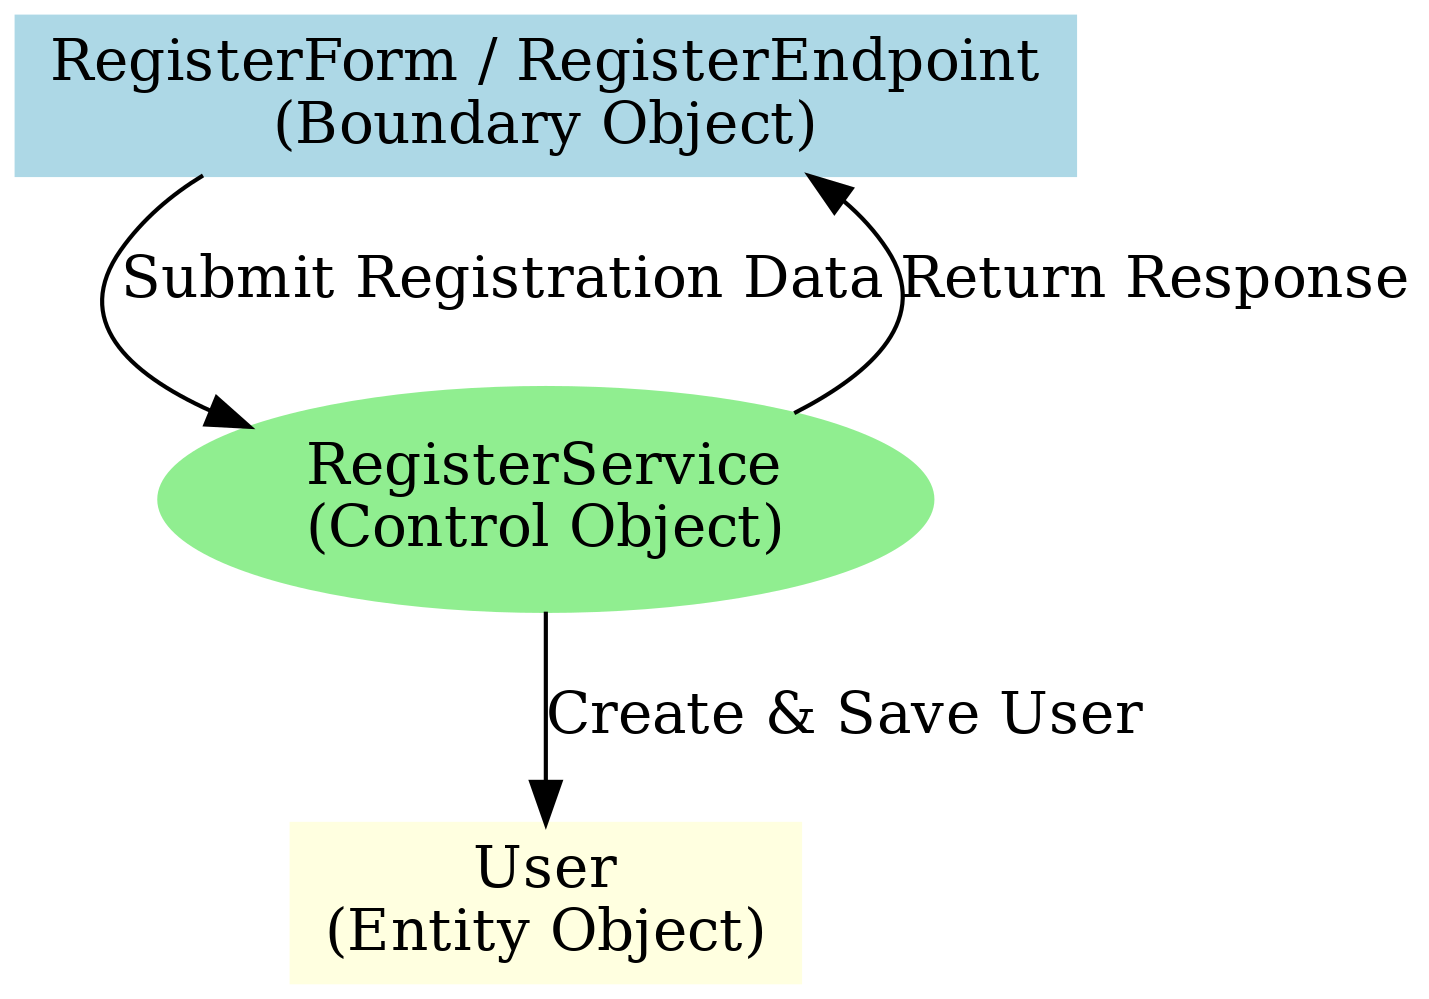 RegisterForm / RegisterEndpoint
(Boundary Object)
Submit Registration Data
Return Response
RegisterService
(Control Object)
Create & Save User
User
(Entity Object)